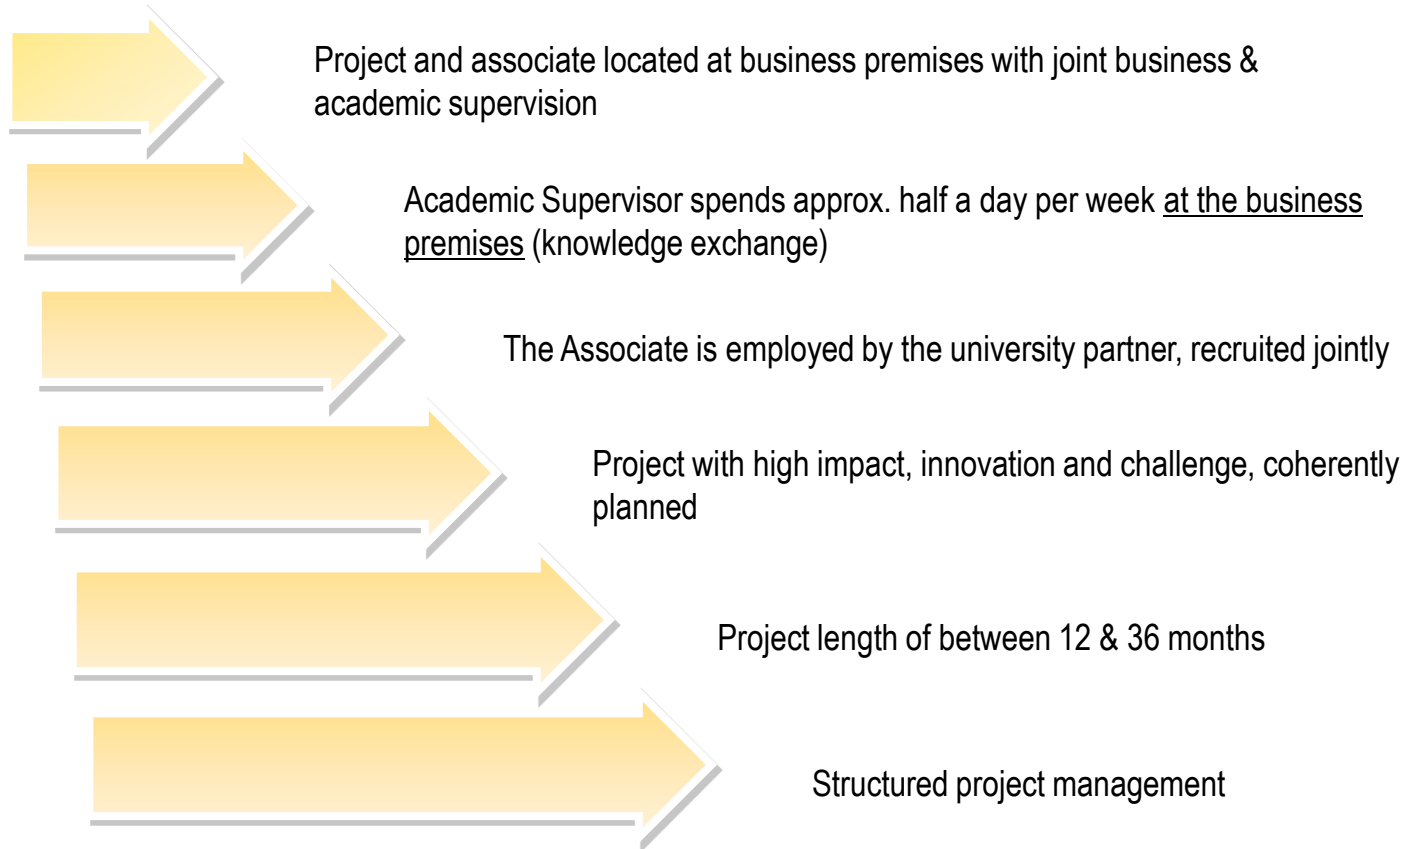 Project and associate located at business premises with joint business &
academic supervision
Academic Supervisor spends approx. half a day per week at the business
premises (knowledge exchange)
The Associate is employed by the university partner, recruited jointly
Project with high impact, innovation and challenge, coherently
planned
Project length of between 12 & 36 months
Structured project management